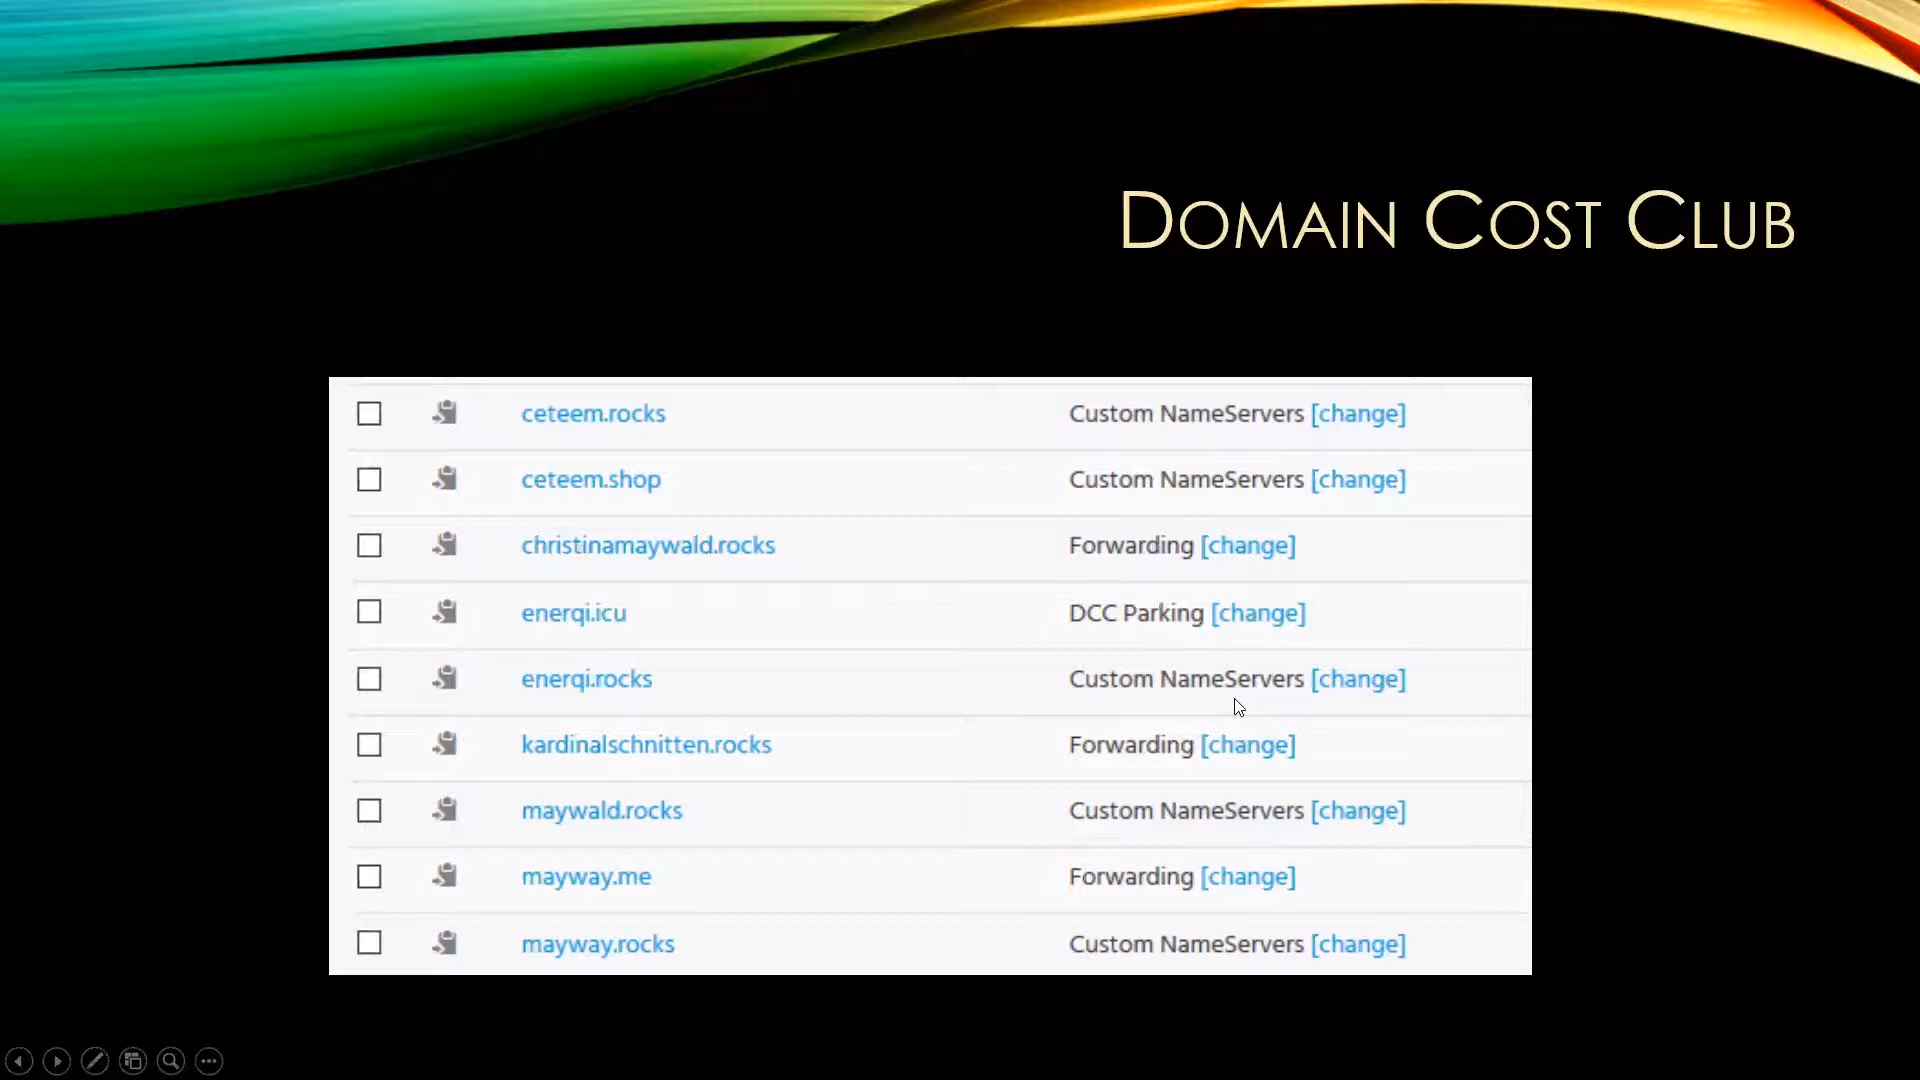 DOMAIN COST CLUB
ceteem.rocks Custom NameServers [change]
ceteem.shop Custom NameServers [change]
christinamaywald.rocks Forwarding [change]
enerqi.icu DCC Parking [change]
enerqi.rocks Custom NameServers [change]
kardinalschnitten.rocks Forwarding [change]
maywald.rocks Custom NameServers [change]
mayway.me Forwarding [change]
mayway.rocks Custom NameServers [change]